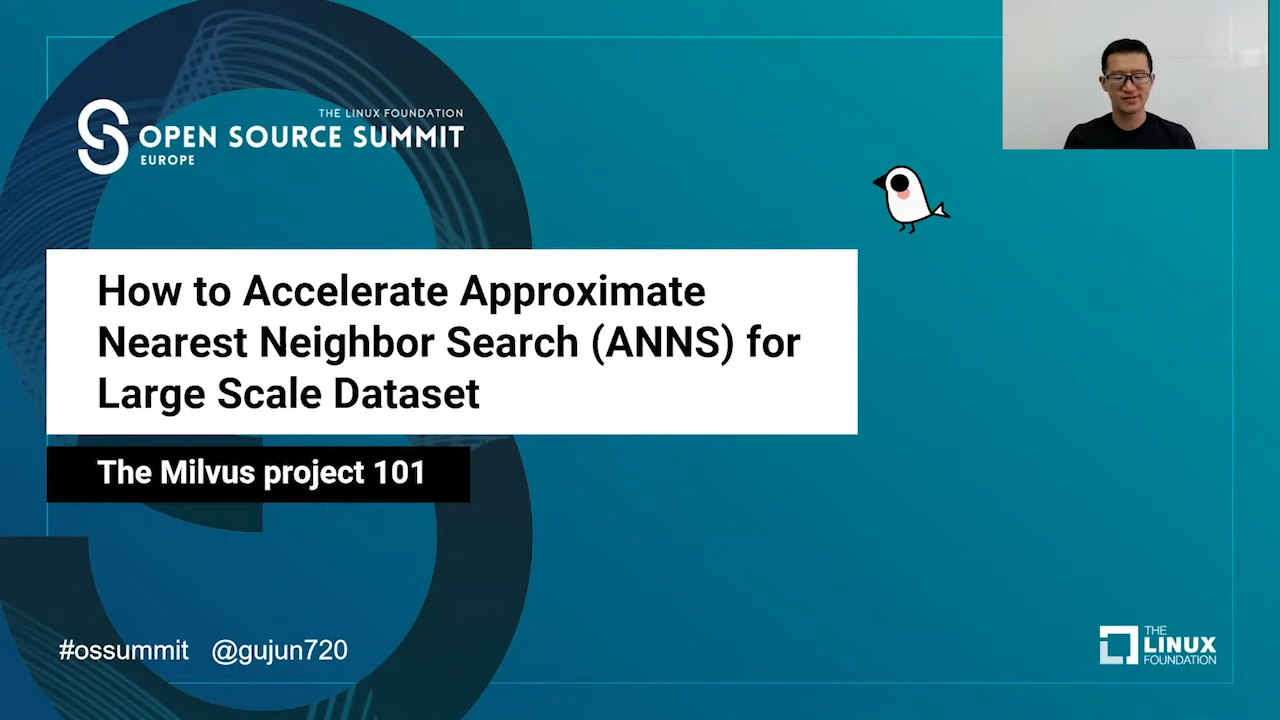 THE LINUX FOUNDATION
OPEN SOURCE SUMMIT
EUROPE
How to Accelerate Approximate
Nearest Neighbor Search (ANNS) for
Large Scale Dataset
The Milvus project 101
#ossummit @gujun720
THE
LINUX
FOUNDATION